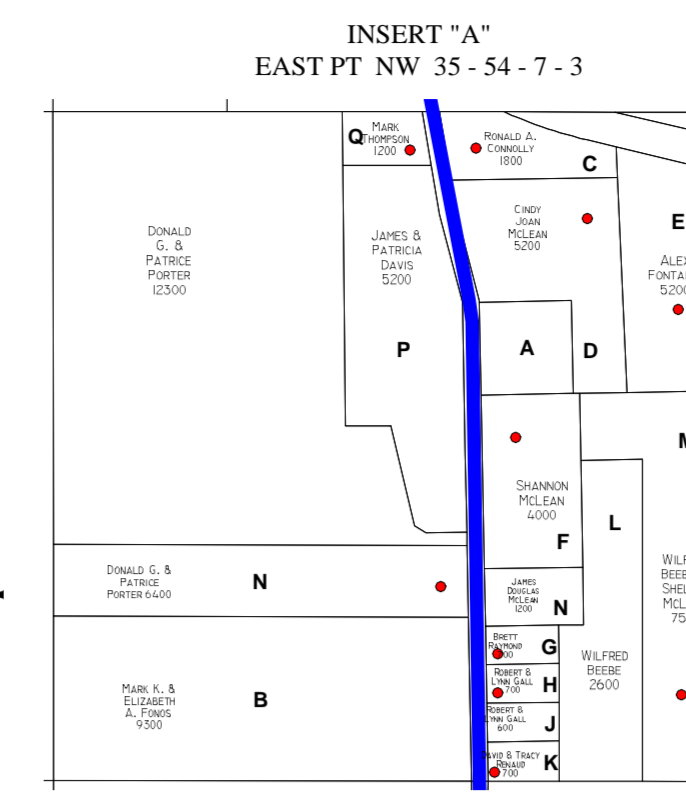 INSERT "A"
EAST PT NW 35 - 54 - 7 - 3
Q
MARK
THOMPSON
1200
RONALD A.
CONNOLLY
1800
C
DONALD
G. &
PATRICE
PORTER
12300
JAMES &
PATRICIA
DAVIS
5200
P
CINDY
JOAN
MCLEAN
5200
E
A
D
SHANNON
MCLEAN
4000
F
L
DONALD G. &
PATRICE
PORTER 6400
N
JAMES
DOUGLAS
MCLEAN
1200
N
BRETT
RAYMOND
G
MARK K. &
ELIZABETH
A. FONOS
9300
B
ROBERT &
LYNN GALL
700
H
WILFRED
BEEBE
2600
ROBERT &
LYNN GALL
600
J
DAVID & TRACY
RENAUD
700
K